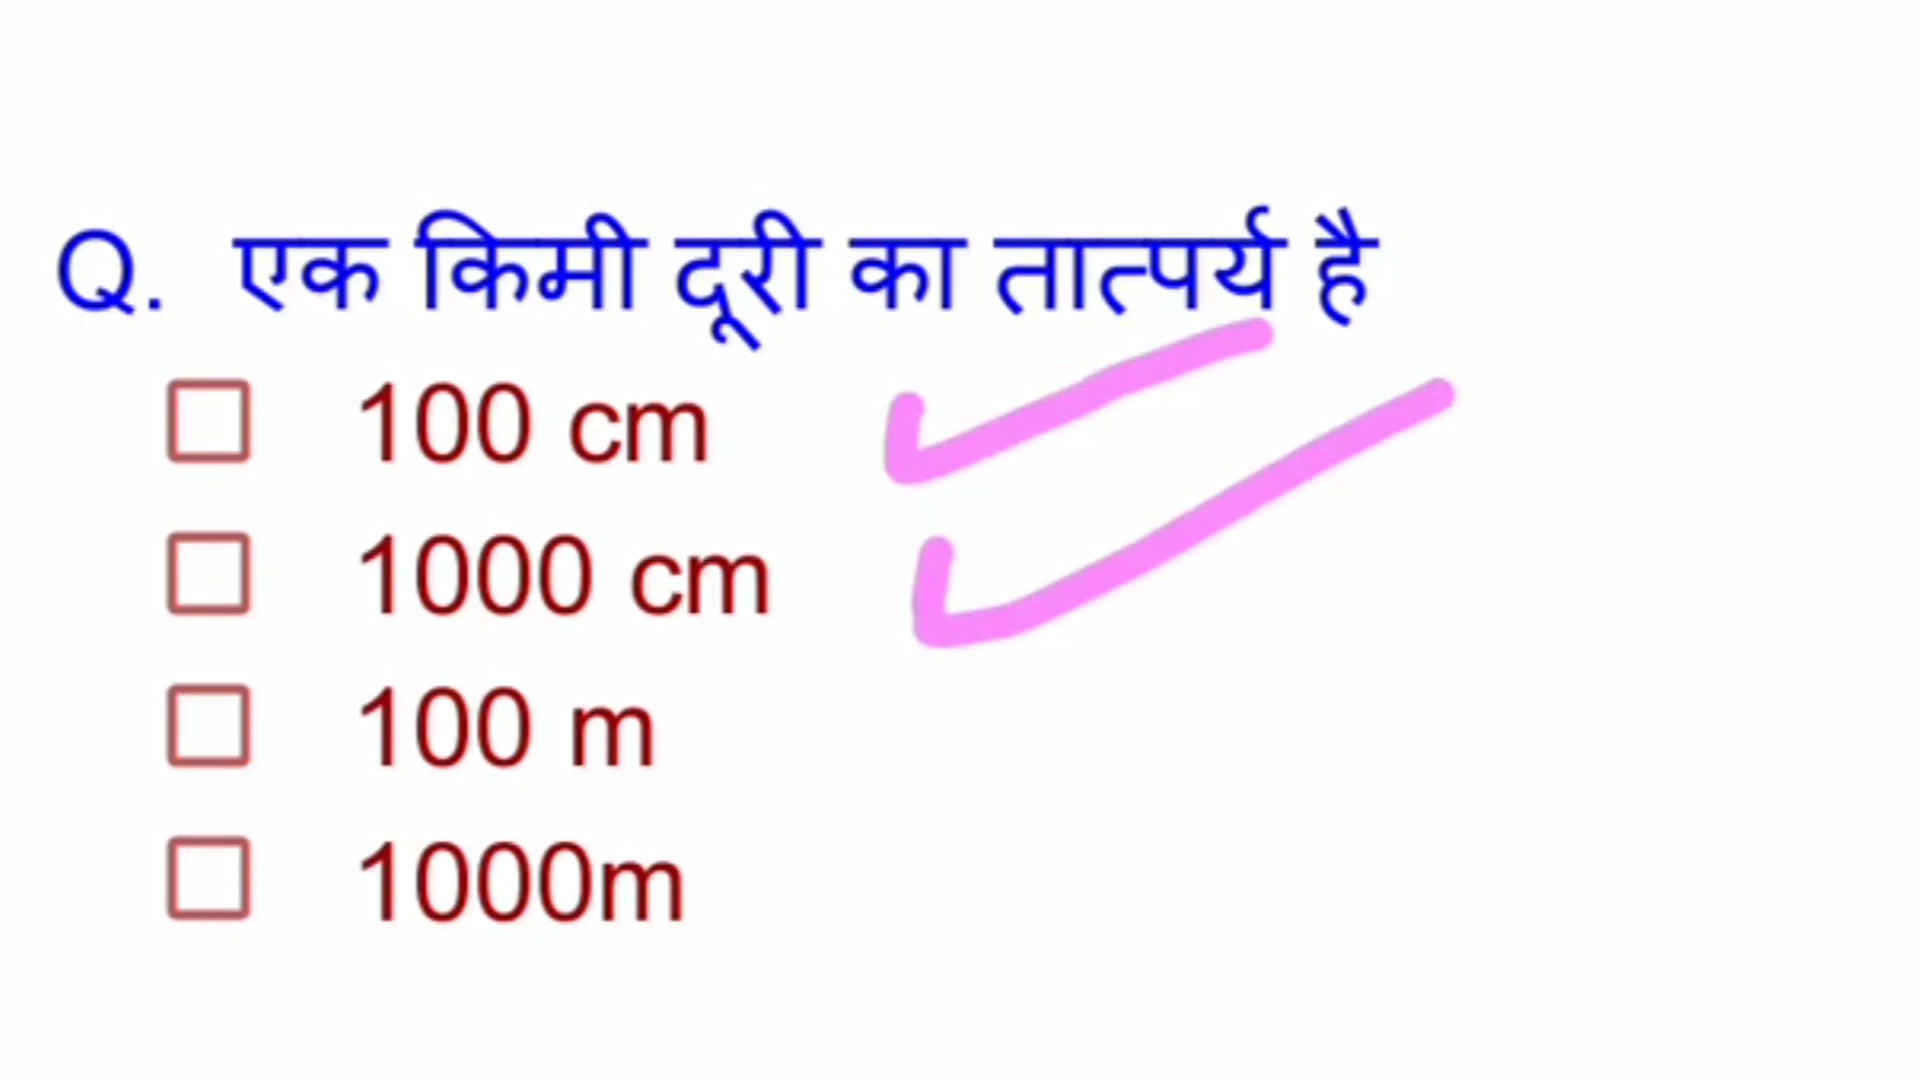 Q. एक किमी दूरी का तात्पर्य है
100 cm
1000 cm
100 m
1000m